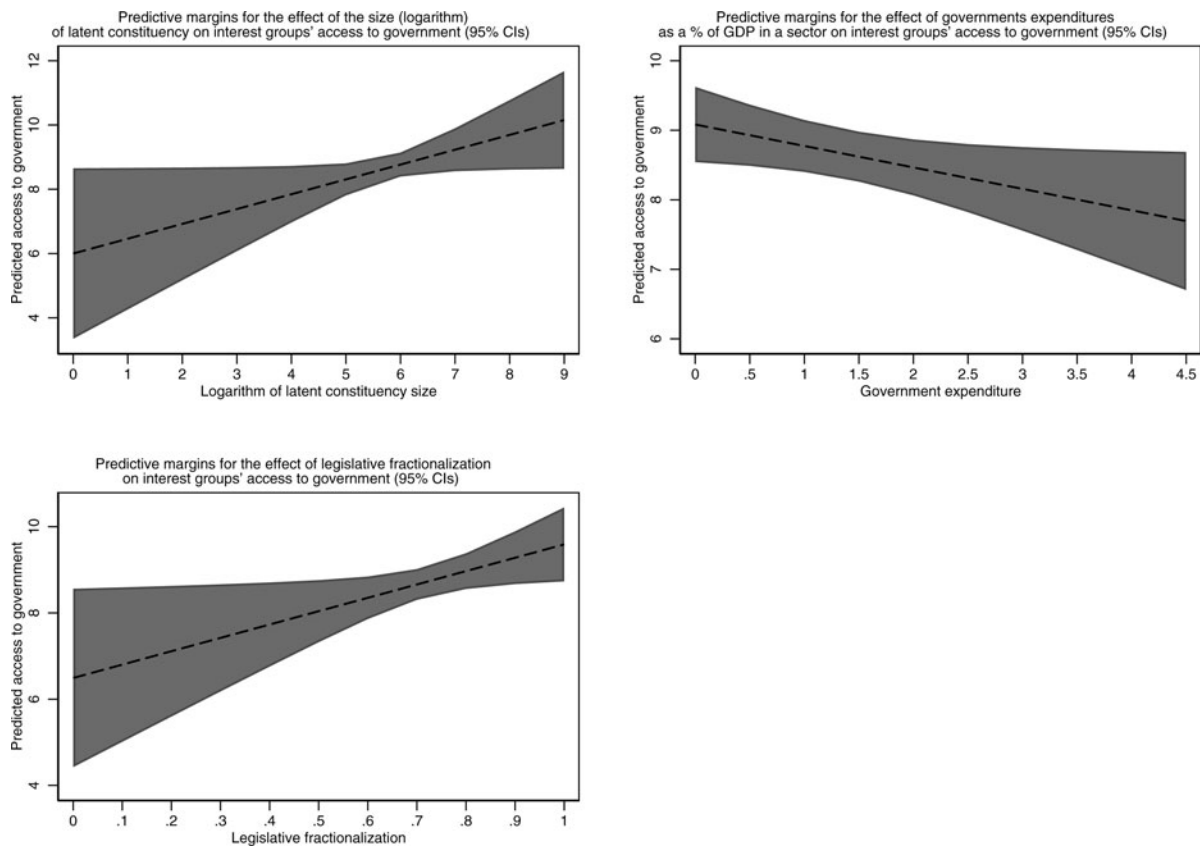 Predictive margins for the effect of the size (logarithm)
of latent constituency on interest groups' access to government (95% CIs)
Predicted access to government
12
10
8
6
4
0 1 2 3 4 5 6 7 8 9
Logarithm of latent constituency size
Predictive margins for the effect of governments expenditures
as a % of GDP in a sector on interest groups' access to government (95% CIs)
Predicted access to government
10
9
8
7
6
0 .5 1 1.5 2 2.5 3 3.5 4 4.5
Government expenditure
Predictive margins for the effect of legislative fractionalization
on interest groups' access to government (95% CIs)
Predicted access to government
10
8
6
4
0 .1 .2 .3 .4 .5 .6 .7 .8 .9 1
Legislative fractionalization